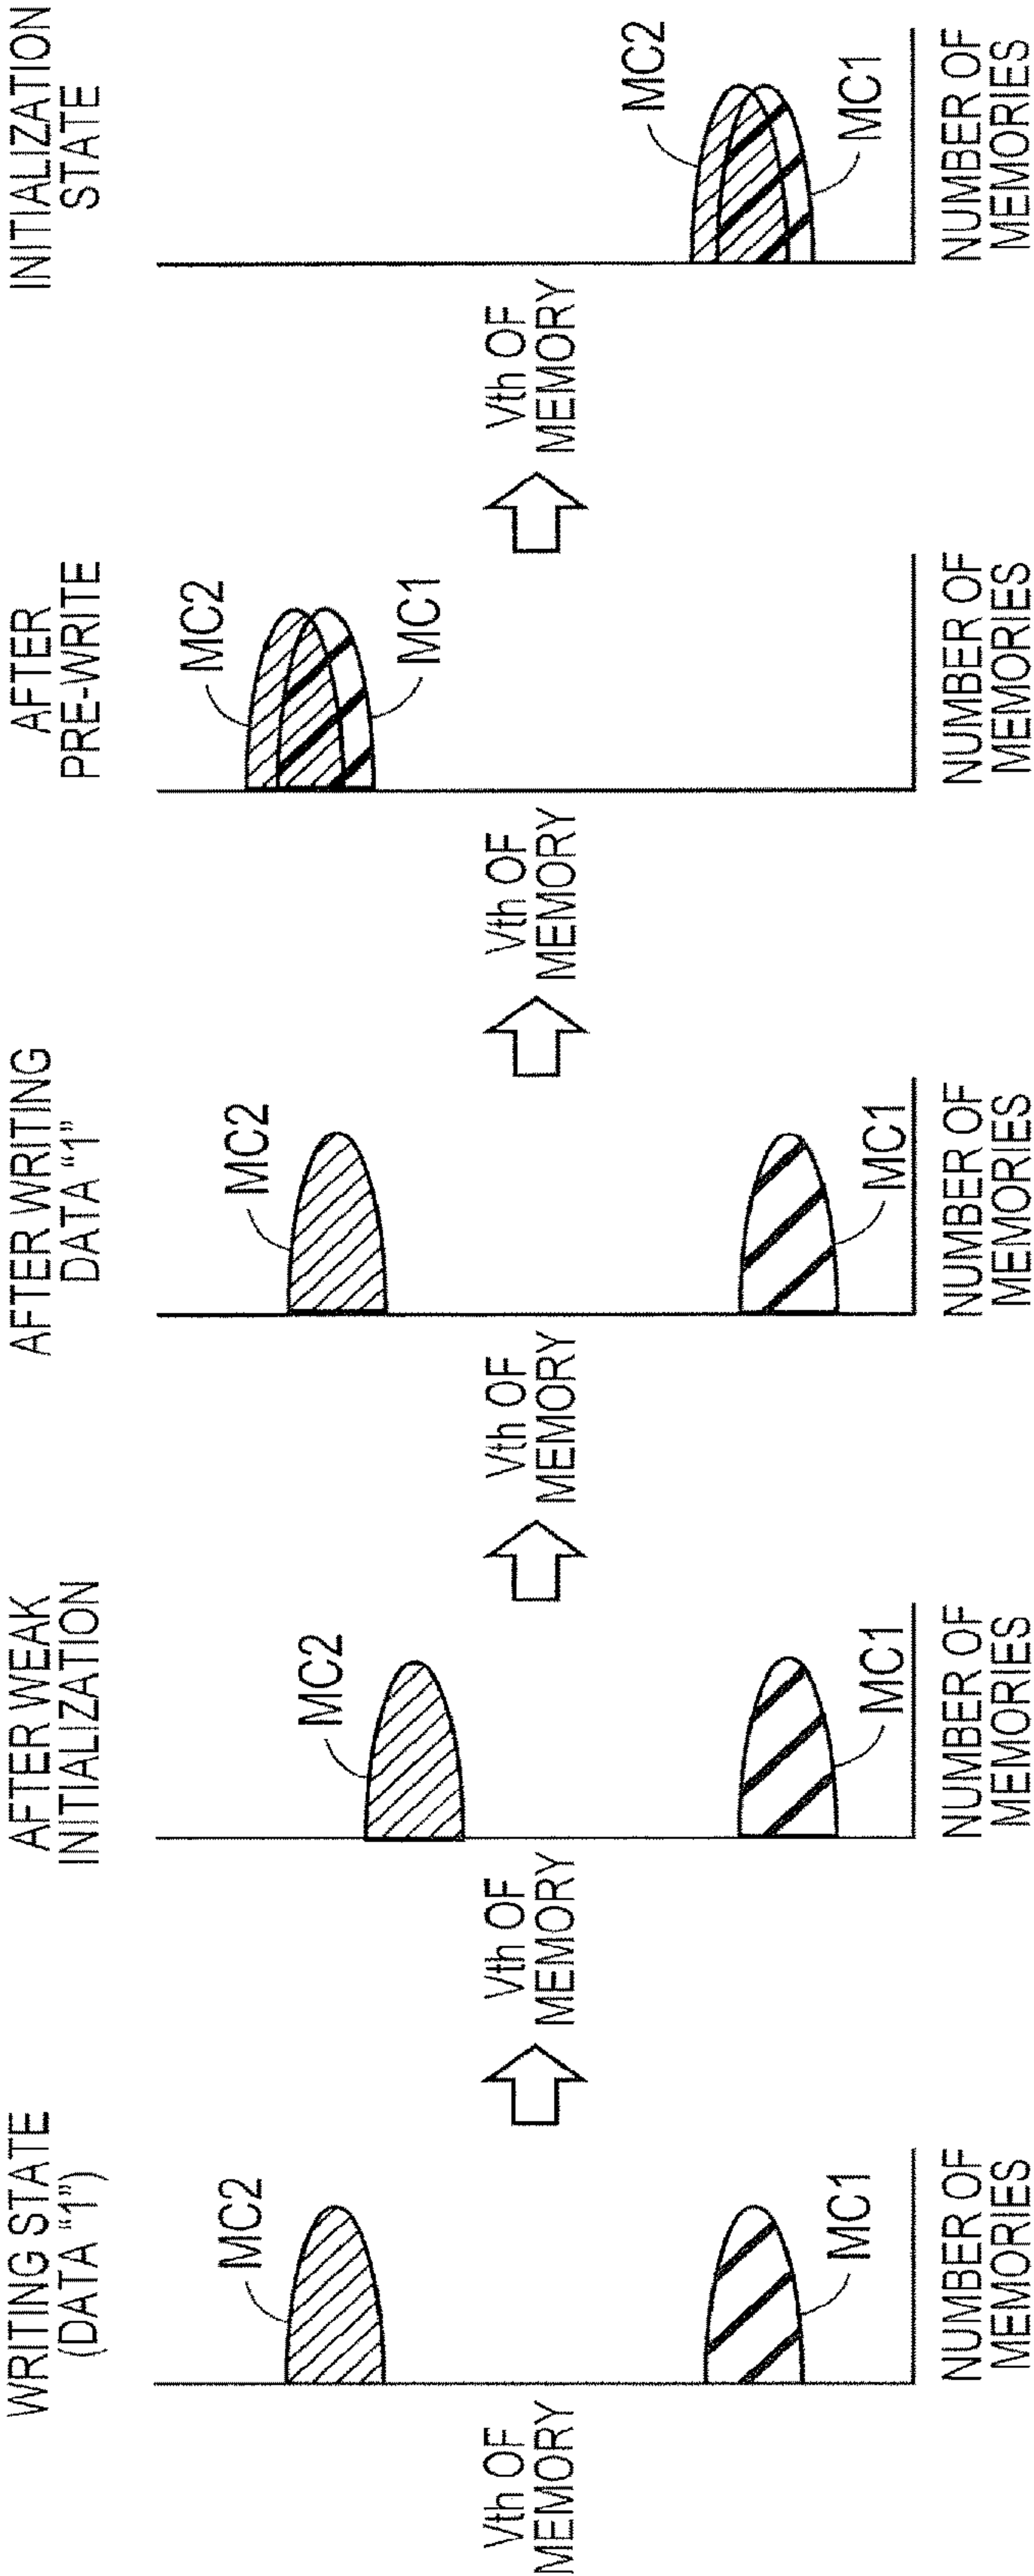 WRITING STATE
(DATA "1")
Vth OF
MEMORY
MC2
MC1
NUMBER OF
MEMORIES
AFTER WEAK
INITIALIZATION
Vth OF
MEMORY
MC2
MC1
NUMBER OF
MEMORIES
AFTER WRITING
DATA "1"
Vth OF
MEMORY
MC2
MC1
NUMBER OF
MEMORIES
AFTER
PRE-WRITE
Vth OF
MEMORY
MC2
MC1
NUMBER OF
MEMORIES
INITIALIZATION
STATE
Vth OF
MEMORY
MC2
MC1
NUMBER OF
MEMORIES